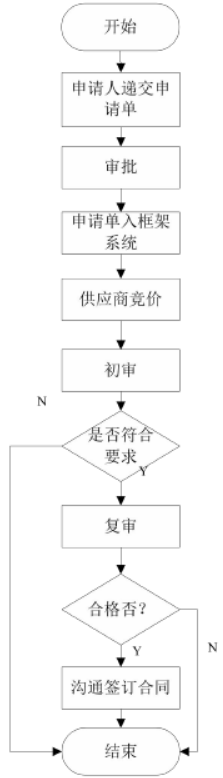 开始
申请人递交申
请单
审批
申请单入框架
系统
供应商竞价
初审
N
是否符合
要求
Y
复审
合格否？
Y
N
沟通签订合同
结束